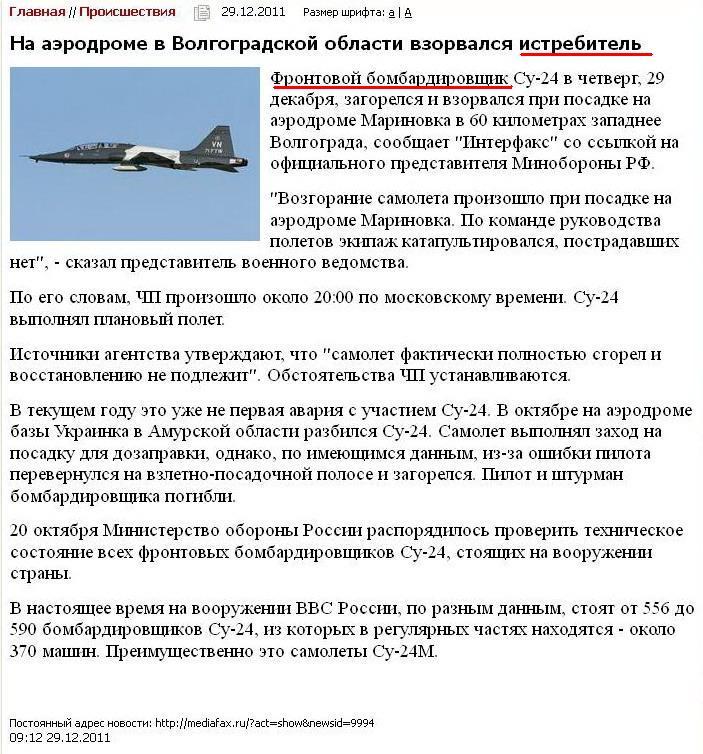 Главная // Происшествия 29.12.2011 Размер шрифта: a | A
На аэродроме в Волгоградской области взорвался истребитель
Фронтовой бомбардировщик Су-24 в четверг, 29
декабря, загорелся и взорвался при посадке на
аэродроме Мариновка в 60 километрах западнее
Волгограда, сообщает "Интерфакс" со ссылкой на
официального представителя Минобороны РФ.
"Возгорание самолета произошло при посадке на
аэродроме Мариновка. По команде руководства
полетов экипаж катапультировался, пострадавших
нет", - сказал представитель военного ведомства.
По его словам, ЧП произошло около 20:00 по московскому времени. Су-24
выполнял плановый полет.
Источники агентства утверждают, что "самолет фактически полностью сгорел и
восстановлению не подлежит". Обстоятельства ЧП устанавливаются.
В текущем году это уже не первая авария с участием Су-24. В октябре на аэродроме
базы Украинка в Амурской области разбился Су-24. Самолет выполнял заход на
посадку для дозаправки, однако, по имеющимся данным, из-за ошибки пилота
перевернулся на взлетно-посадочной полосе и загорелся. Пилот и штурман
бомбардировщика погибли.
20 октября Министерство обороны России распорядилось проверить техническое
состояние всех фронтовых бомбардировщиков Су-24, стоящих на вооружении
страны.
В настоящее время на вооружении ВВС России, по разным данным, стоят от 556 до
590 бомбардировщиков Су-24, из которых в регулярных частях находятся - около
370 машин. Преимущественно это самолеты Су-24М.
Постоянный адрес новости: http://mediafax.ru/?act=show&newsid=9994
09:12 29.12.2011
VN